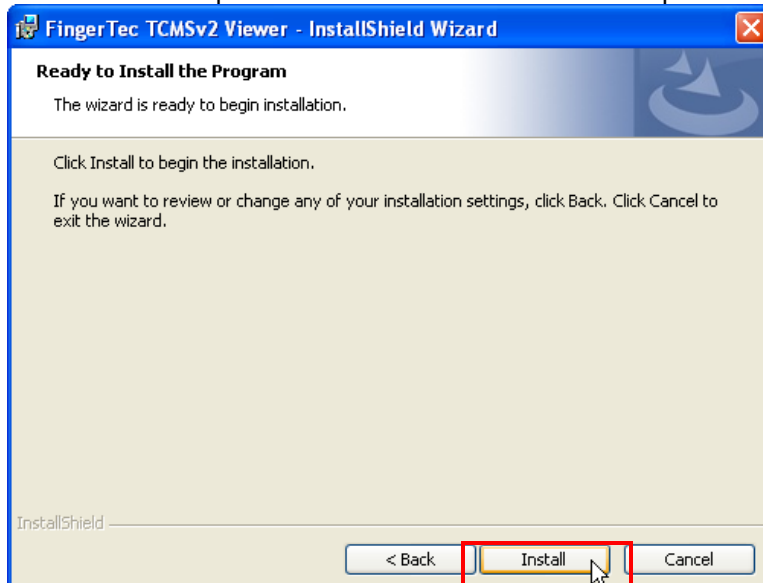 FingerTec TCMSv2 Viewer - InstallShield Wizard
Ready to Install the Program
The wizard is ready to begin installation.
Click Install to begin the installation.
If you want to review or change any of your installation settings, click Back. Click Cancel to
exit the wizard.
InstallShield
< Back Install Cancel